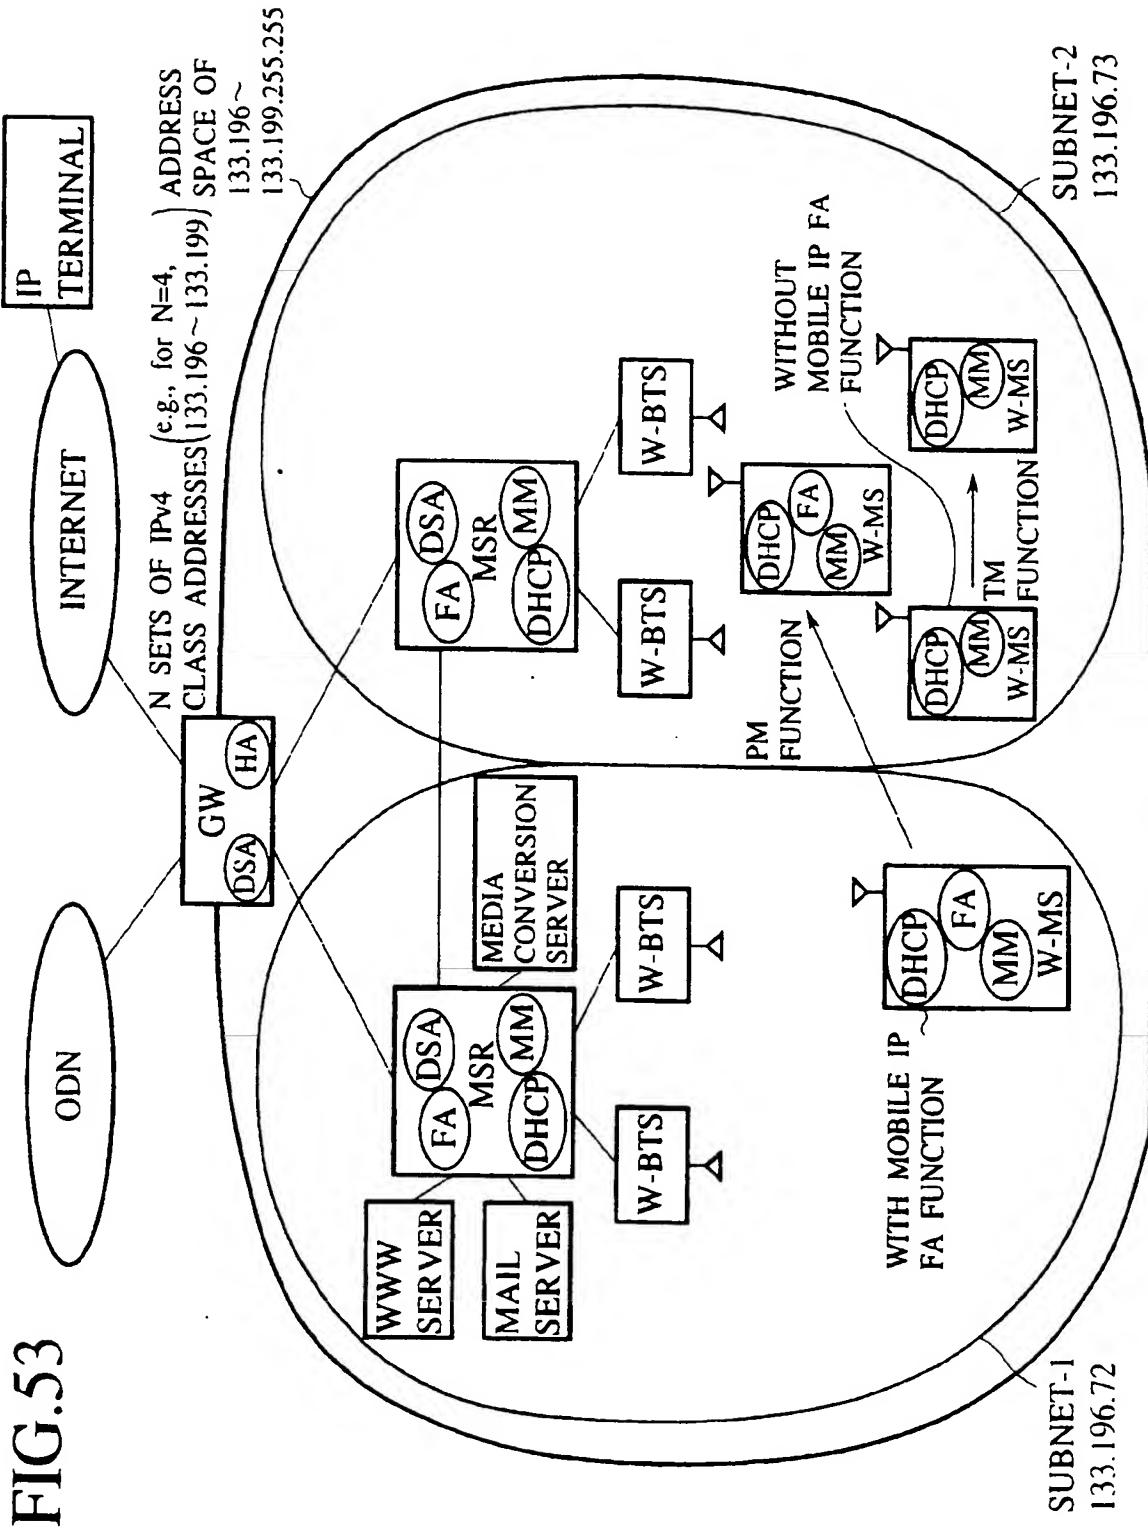 FIG.53
ODN
INTERNET
IP
TERMINAL
GW
DSA
HA
N SETS OF IPv4
CLASS ADDRESSES
(e.g., for N=4,
133.196~133.199)
ADDRESS
SPACE OF
133.196~
133.199.255.255
WWW
SERVER
MAIL
SERVER
FA
DSA
MSR
DHCP
MM
MEDIA
CONVERSION
SERVER
FA
DSA
MSR
DHCP
MM
W-BTS
W-BTS
W-BTS
W-BTS
WITH MOBILE IP
FA FUNCTION
DHCP
FA
MM
W-MS
PM
FUNCTION
DHCP
FA
MM
W-MS
WITHOUT
MOBILE IP FA
FUNCTION
DHCP
MM
W-MS
TM
FUNCTION
DHCP
MM
W-MS
SUBNET-1
133.196.72
SUBNET-2
133.196.73